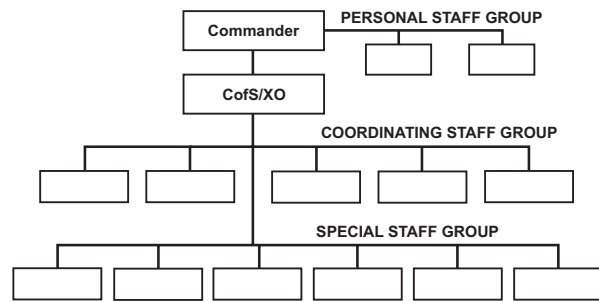 PERSONAL STAFF GROUP
Commander
CofS/XO
COORDINATING STAFF GROUP
SPECIAL STAFF GROUP